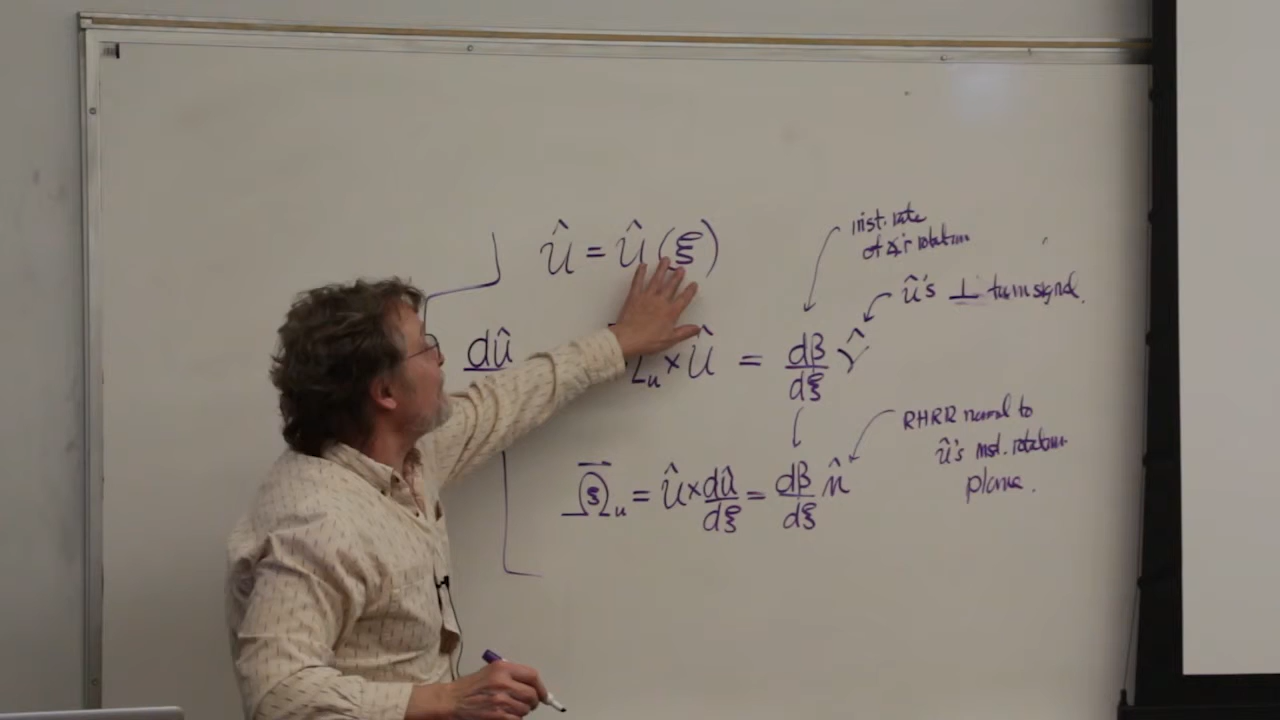 û = û(ξ)
inst. rate
of ∢'r rotation
û's ⊥ turn signal.
dû
u × û = dβ/dξ ν̂
RHRR normal to
û's inst. rotation
plane.
Ω_u = û × dû/dξ = dβ/dξ n̂